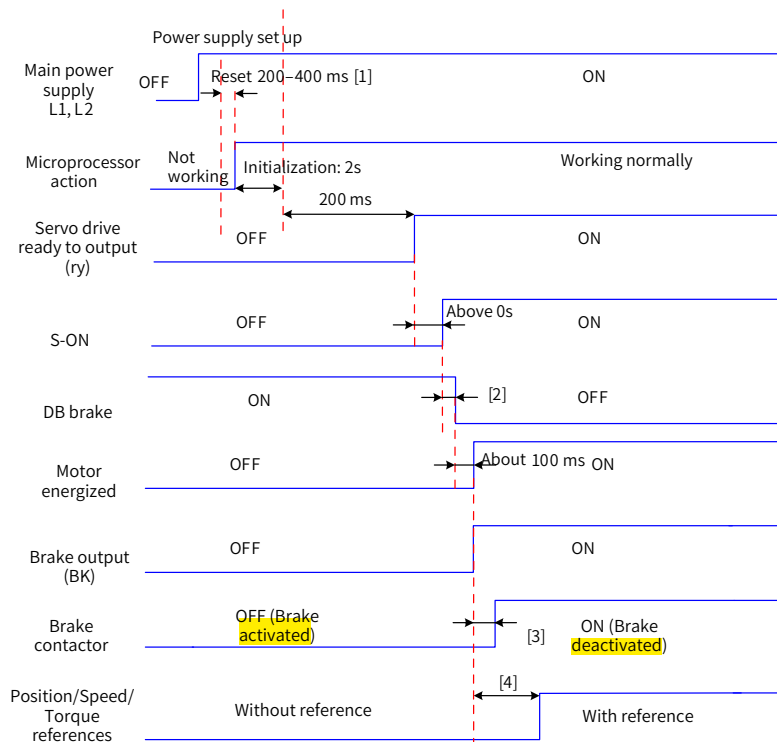 Power supply set up
Main power
supply
L1, L2
OFF
Reset 200–400 ms [1]
ON
Microprocessor
action
Not
working
Initialization: 2s
Working normally
200 ms
Servo drive
ready to output
(ry)
OFF
ON
S-ON
OFF
Above 0s
ON
DB brake
ON
[2]
OFF
Motor
energized
OFF
About 100 ms
ON
Brake output
(BK)
OFF
ON
Brake
contactor
OFF (Brake
activated)
[3]
ON (Brake
deactivated)
Position/Speed/
Torque
references
Without reference
[4]
With reference